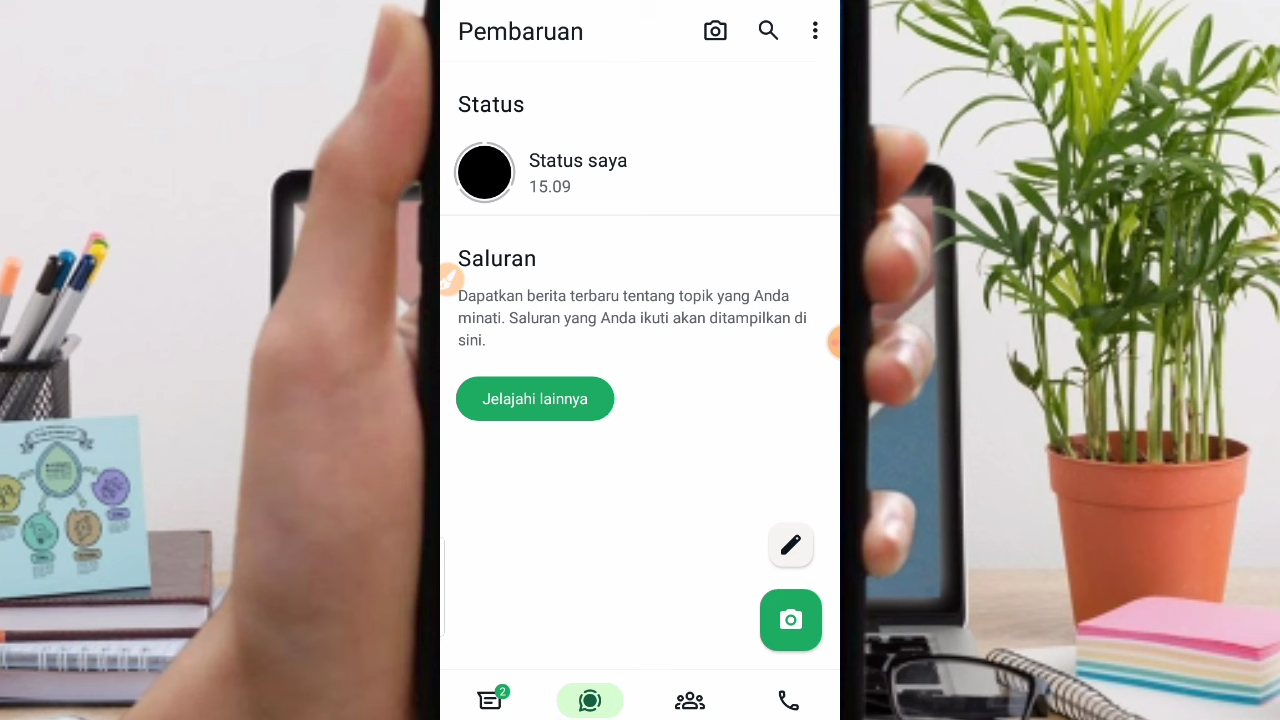 Pembaruan
Status
Status saya
15.09
Saluran
Dapatkan berita terbaru tentang topik yang Anda
minati. Saluran yang Anda ikuti akan ditampilkan di
sini.
Jelajahi lainnya
2